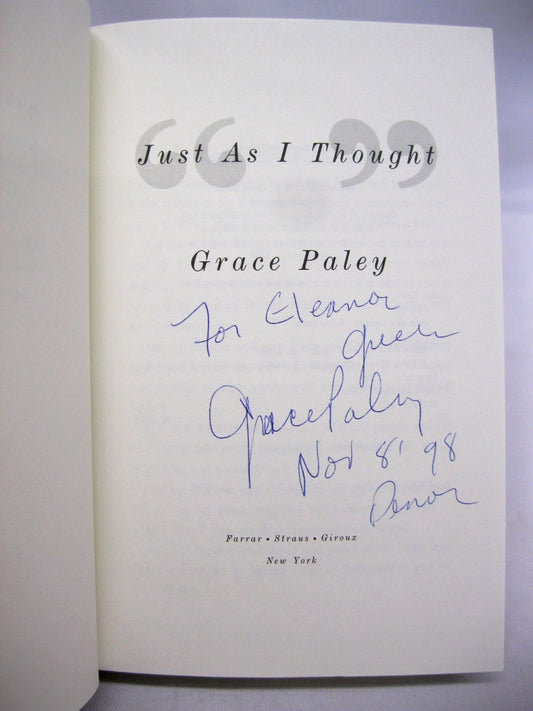 “ ”
Just As I Thought
Grace Paley
For Eleanor
Green
Grace Paley
Nov 8' 98
Farrar • Straus • Giroux
New York